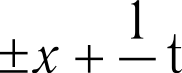 ±x + 1/t